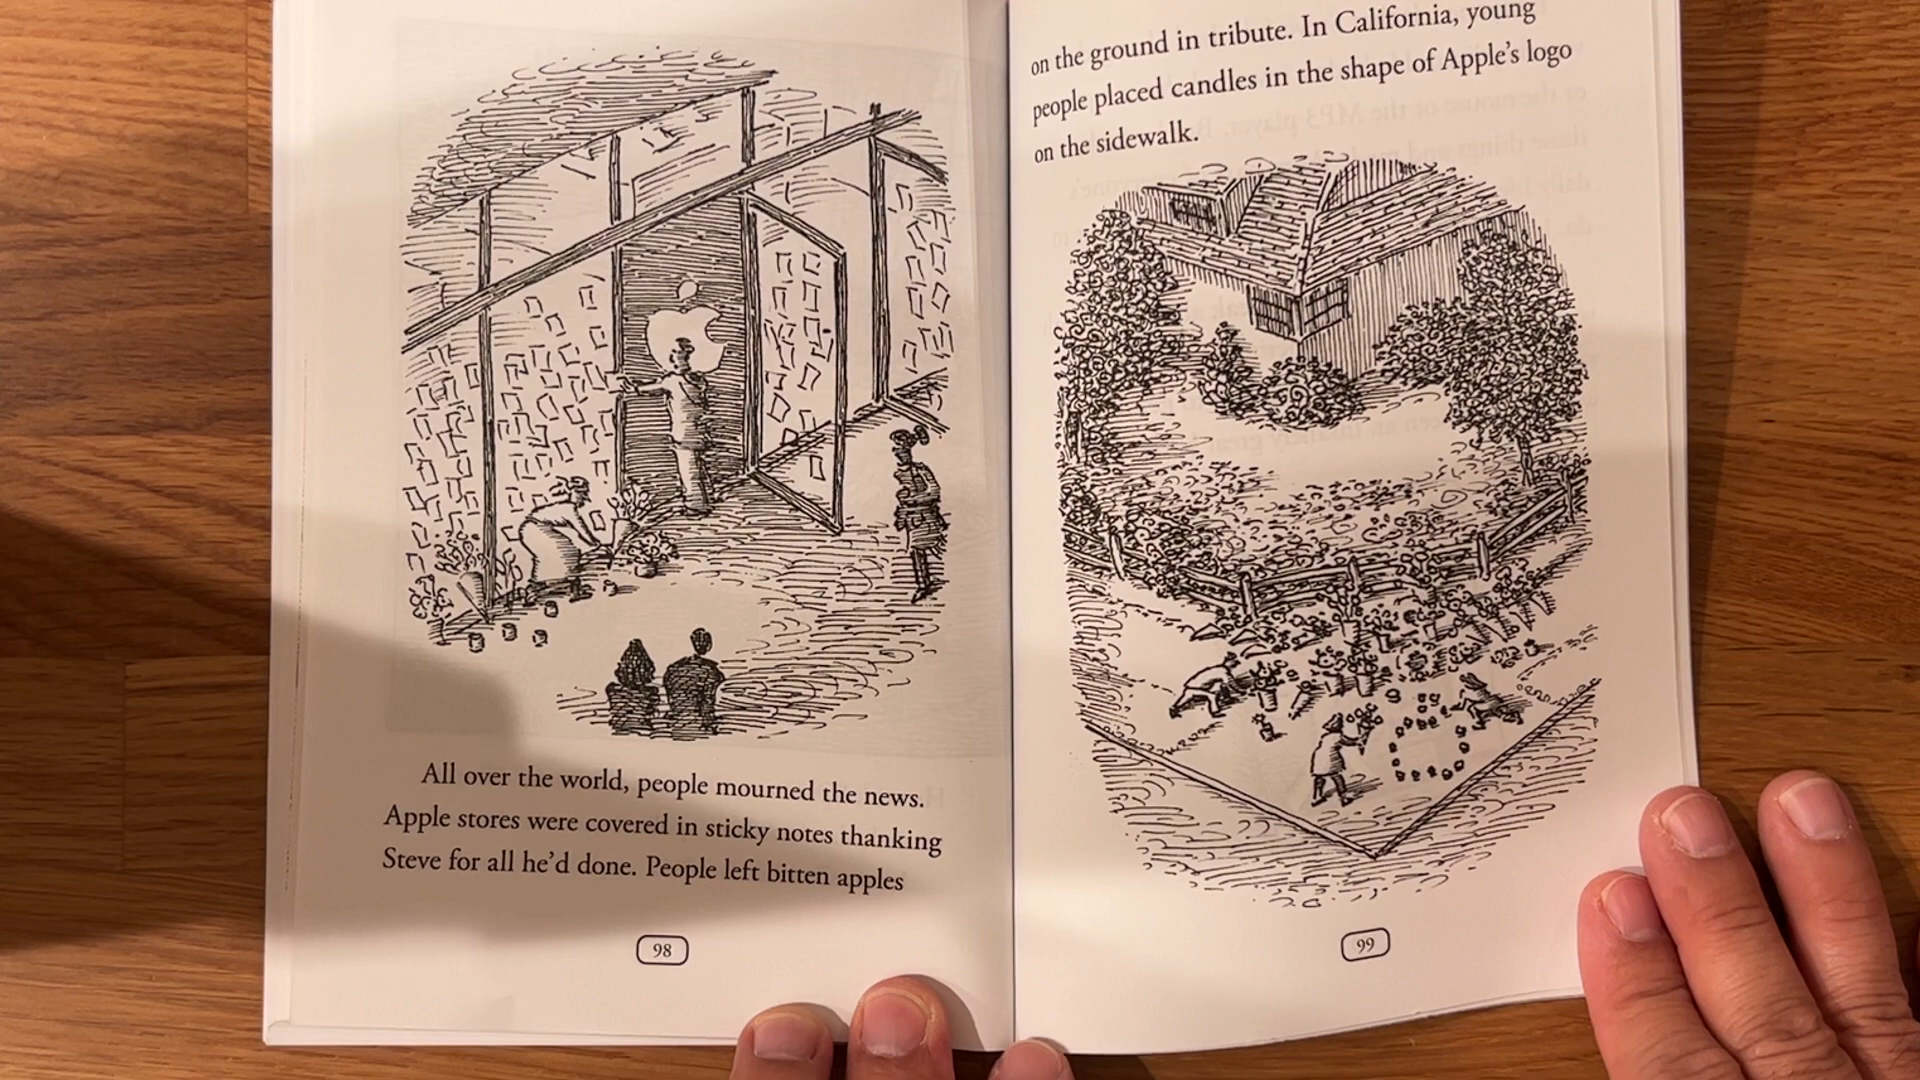 All over the world, people mourned the news.
Apple stores were covered in sticky notes thanking
Steve for all he'd done. People left bitten apples
98
on the ground in tribute. In California, young
people placed candles in the shape of Apple's logo
on the sidewalk.
99